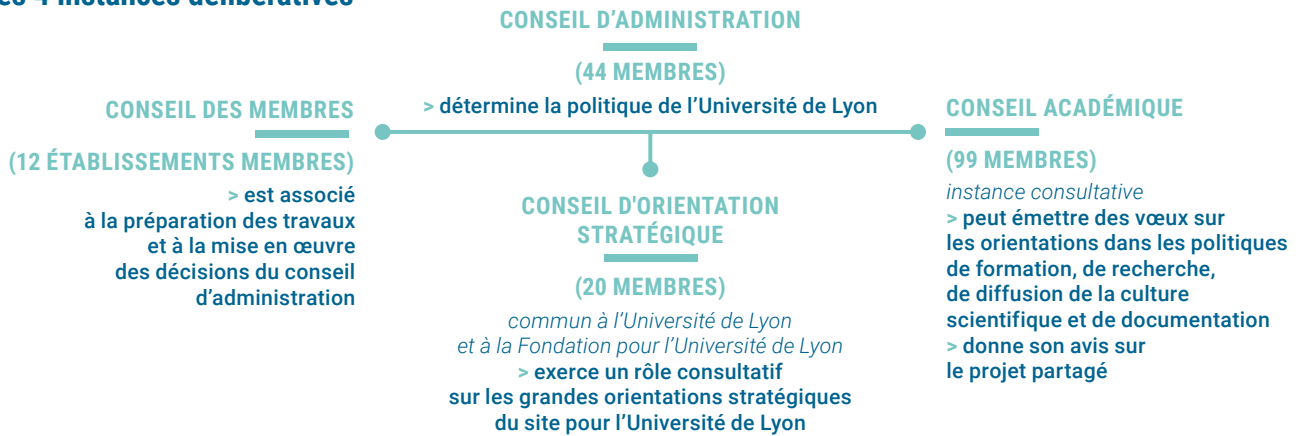 4 instances délibératives
CONSEIL D'ADMINISTRATION
(44 MEMBRES)
> détermine la politique de l'Université de Lyon
CONSEIL DES MEMBRES
(12 ÉTABLISSEMENTS MEMBRES)
> est associé
à la préparation des travaux
et à la mise en œuvre
des décisions du conseil
d'administration
CONSEIL D'ORIENTATION
STRATÉGIQUE
(20 MEMBRES)
commun à l'Université de Lyon
et à la Fondation pour l'Université de Lyon
> exerce un rôle consultatif
sur les grandes orientations stratégiques
du site pour l'Université de Lyon
CONSEIL ACADÉMIQUE
(99 MEMBRES)
instance consultative
> peut émettre des vœux sur
les orientations dans les politiques
de formation, de recherche,
de diffusion de la culture
scientifique et de documentation
> donne son avis sur
le projet partagé